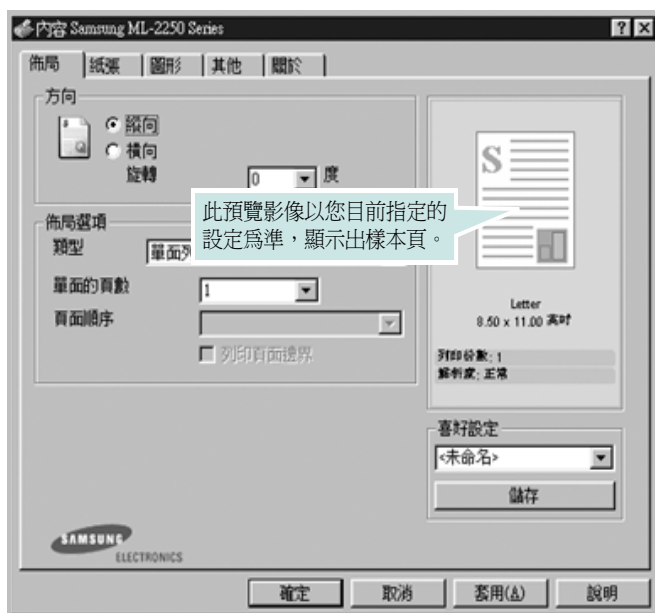 內容 Samsung ML-2250 Series
佈局 紙張 圖形 其他 關於
方向
縱向
橫向
旋轉 0 度
此預覽影像以您目前指定的
設定爲準，顯示出樣本頁。
佈局選項
類型 單面列
單面的頁數 1
頁面順序
列印頁面邊界
S
Letter
8.50 x 11.00 英吋
列印份數: 1
解析度: 正常
喜好設定
<未命名>
儲存
SAMSUNG
ELECTRONICS
確定 取消 套用(A) 說明